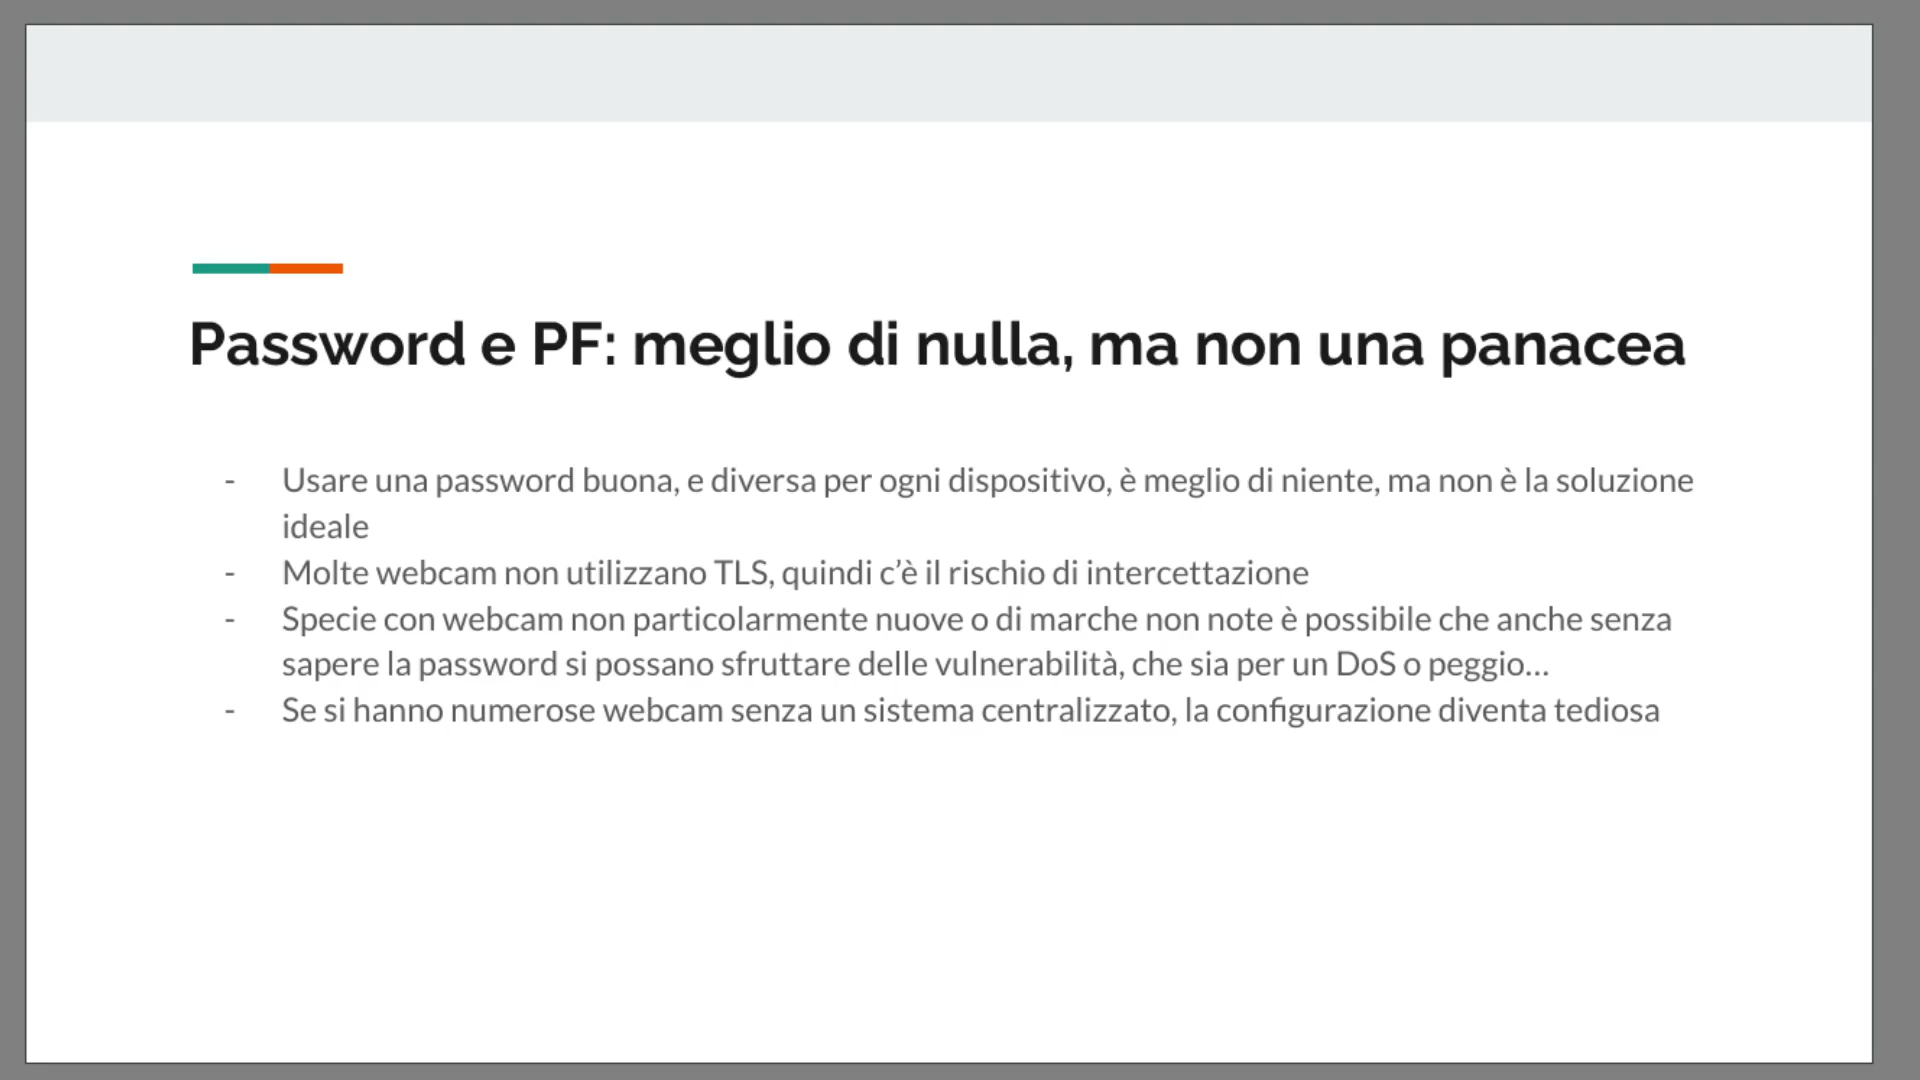 Password e PF: meglio di nulla, ma non una panacea
- Usare una password buona, e diversa per ogni dispositivo, è meglio di niente, ma non è la soluzione
ideale
- Molte webcam non utilizzano TLS, quindi c’è il rischio di intercettazione
- Specie con webcam non particolarmente nuove o di marche non note è possibile che anche senza
sapere la password si possano sfruttare delle vulnerabilità, che sia per un DoS o peggio…
- Se si hanno numerose webcam senza un sistema centralizzato, la configurazione diventa tediosa